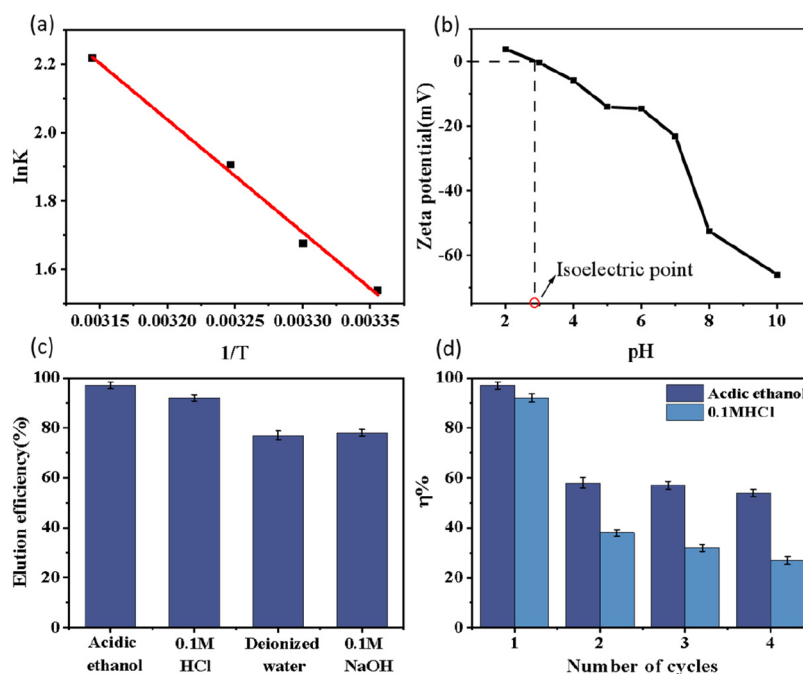 (a)
2.2
2.0
1.8
1.6
InK
0.00315 0.00320 0.00325 0.00330 0.00335
1/T
(b)
0
-20
-40
-60
Zeta potential(mV)
Isoelectric point
2 4 6 8 10
pH
(c)
100
80
60
40
20
0
Elution efficiency(%)
Acidic ethanol
0.1M HCl
Deionized water
0.1M NaOH
(d)
100
80
60
40
20
0
η%
Acdic ethanol
0.1MHCl
1 2 3 4
Number of cycles